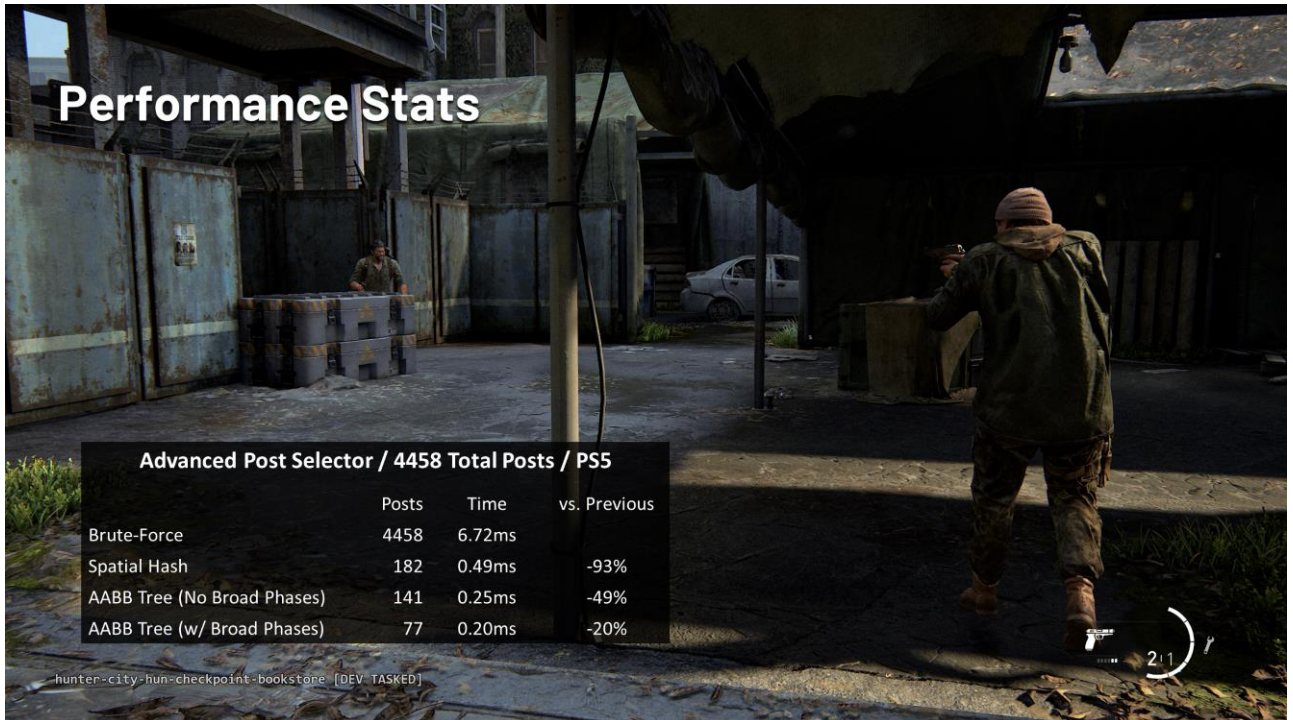 Performance Stats
Advanced Post Selector / 4458 Total Posts / PS5
Posts Time vs. Previous
Brute-Force 4458 6.72ms
Spatial Hash 182 0.49ms -93%
AABB Tree (No Broad Phases) 141 0.25ms -49%
AABB Tree (w/ Broad Phases) 77 0.20ms -20%
hunter-city-hun-checkpoint-bookstore [DEV TASKED]
2 1